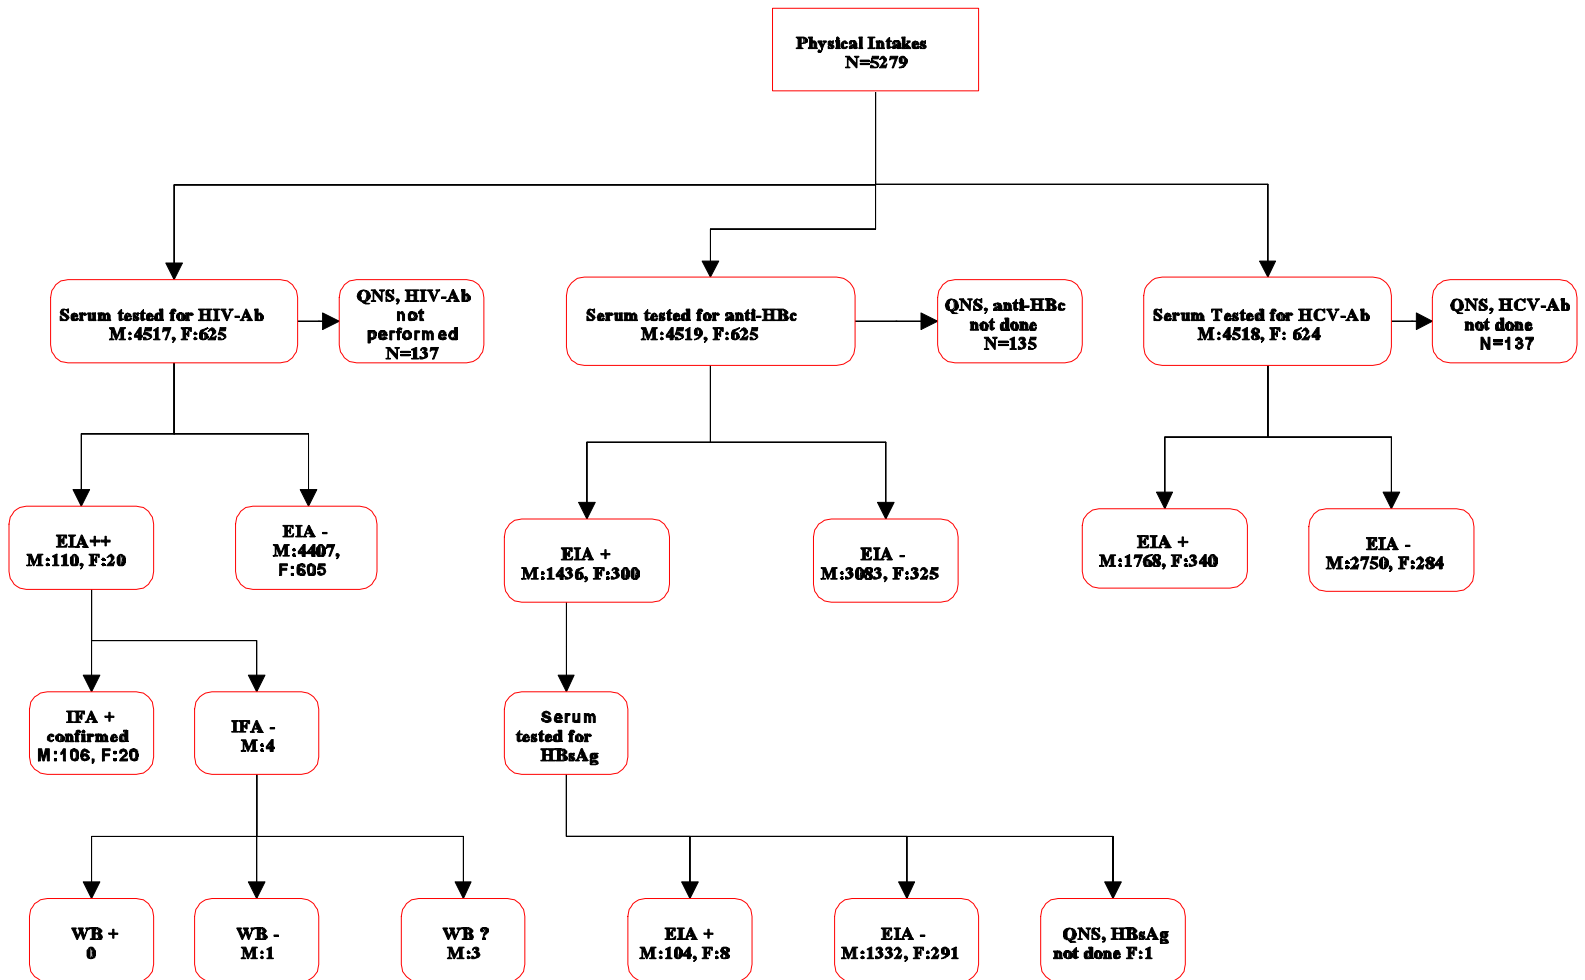 Physical Intakes
N=5279
Serum tested for HIV-Ab
M:4517, F:625
QNS, HIV-Ab
not
performed
N=137
Serum tested for anti-HBc
M:4519, F:625
QNS, anti-HBc
not done
N=135
Serum Tested for HCV-Ab
M:4518, F: 624
QNS, HCV-Ab
not done
N=137
EIA++
M:110, F:20
EIA -
M:4407,
F:605
EIA +
M:1436, F:300
EIA -
M:3083, F:325
EIA +
M:1768, F:340
EIA -
M:2750, F:284
IFA +
confirmed
M:106, F:20
IFA -
M:4
Serum
tested for
HBsAg
WB +
0
WB -
M:1
WB ?
M:3
EIA +
M:104, F:8
EIA -
M:1332, F:291
QNS, HBsAg
not done F:1